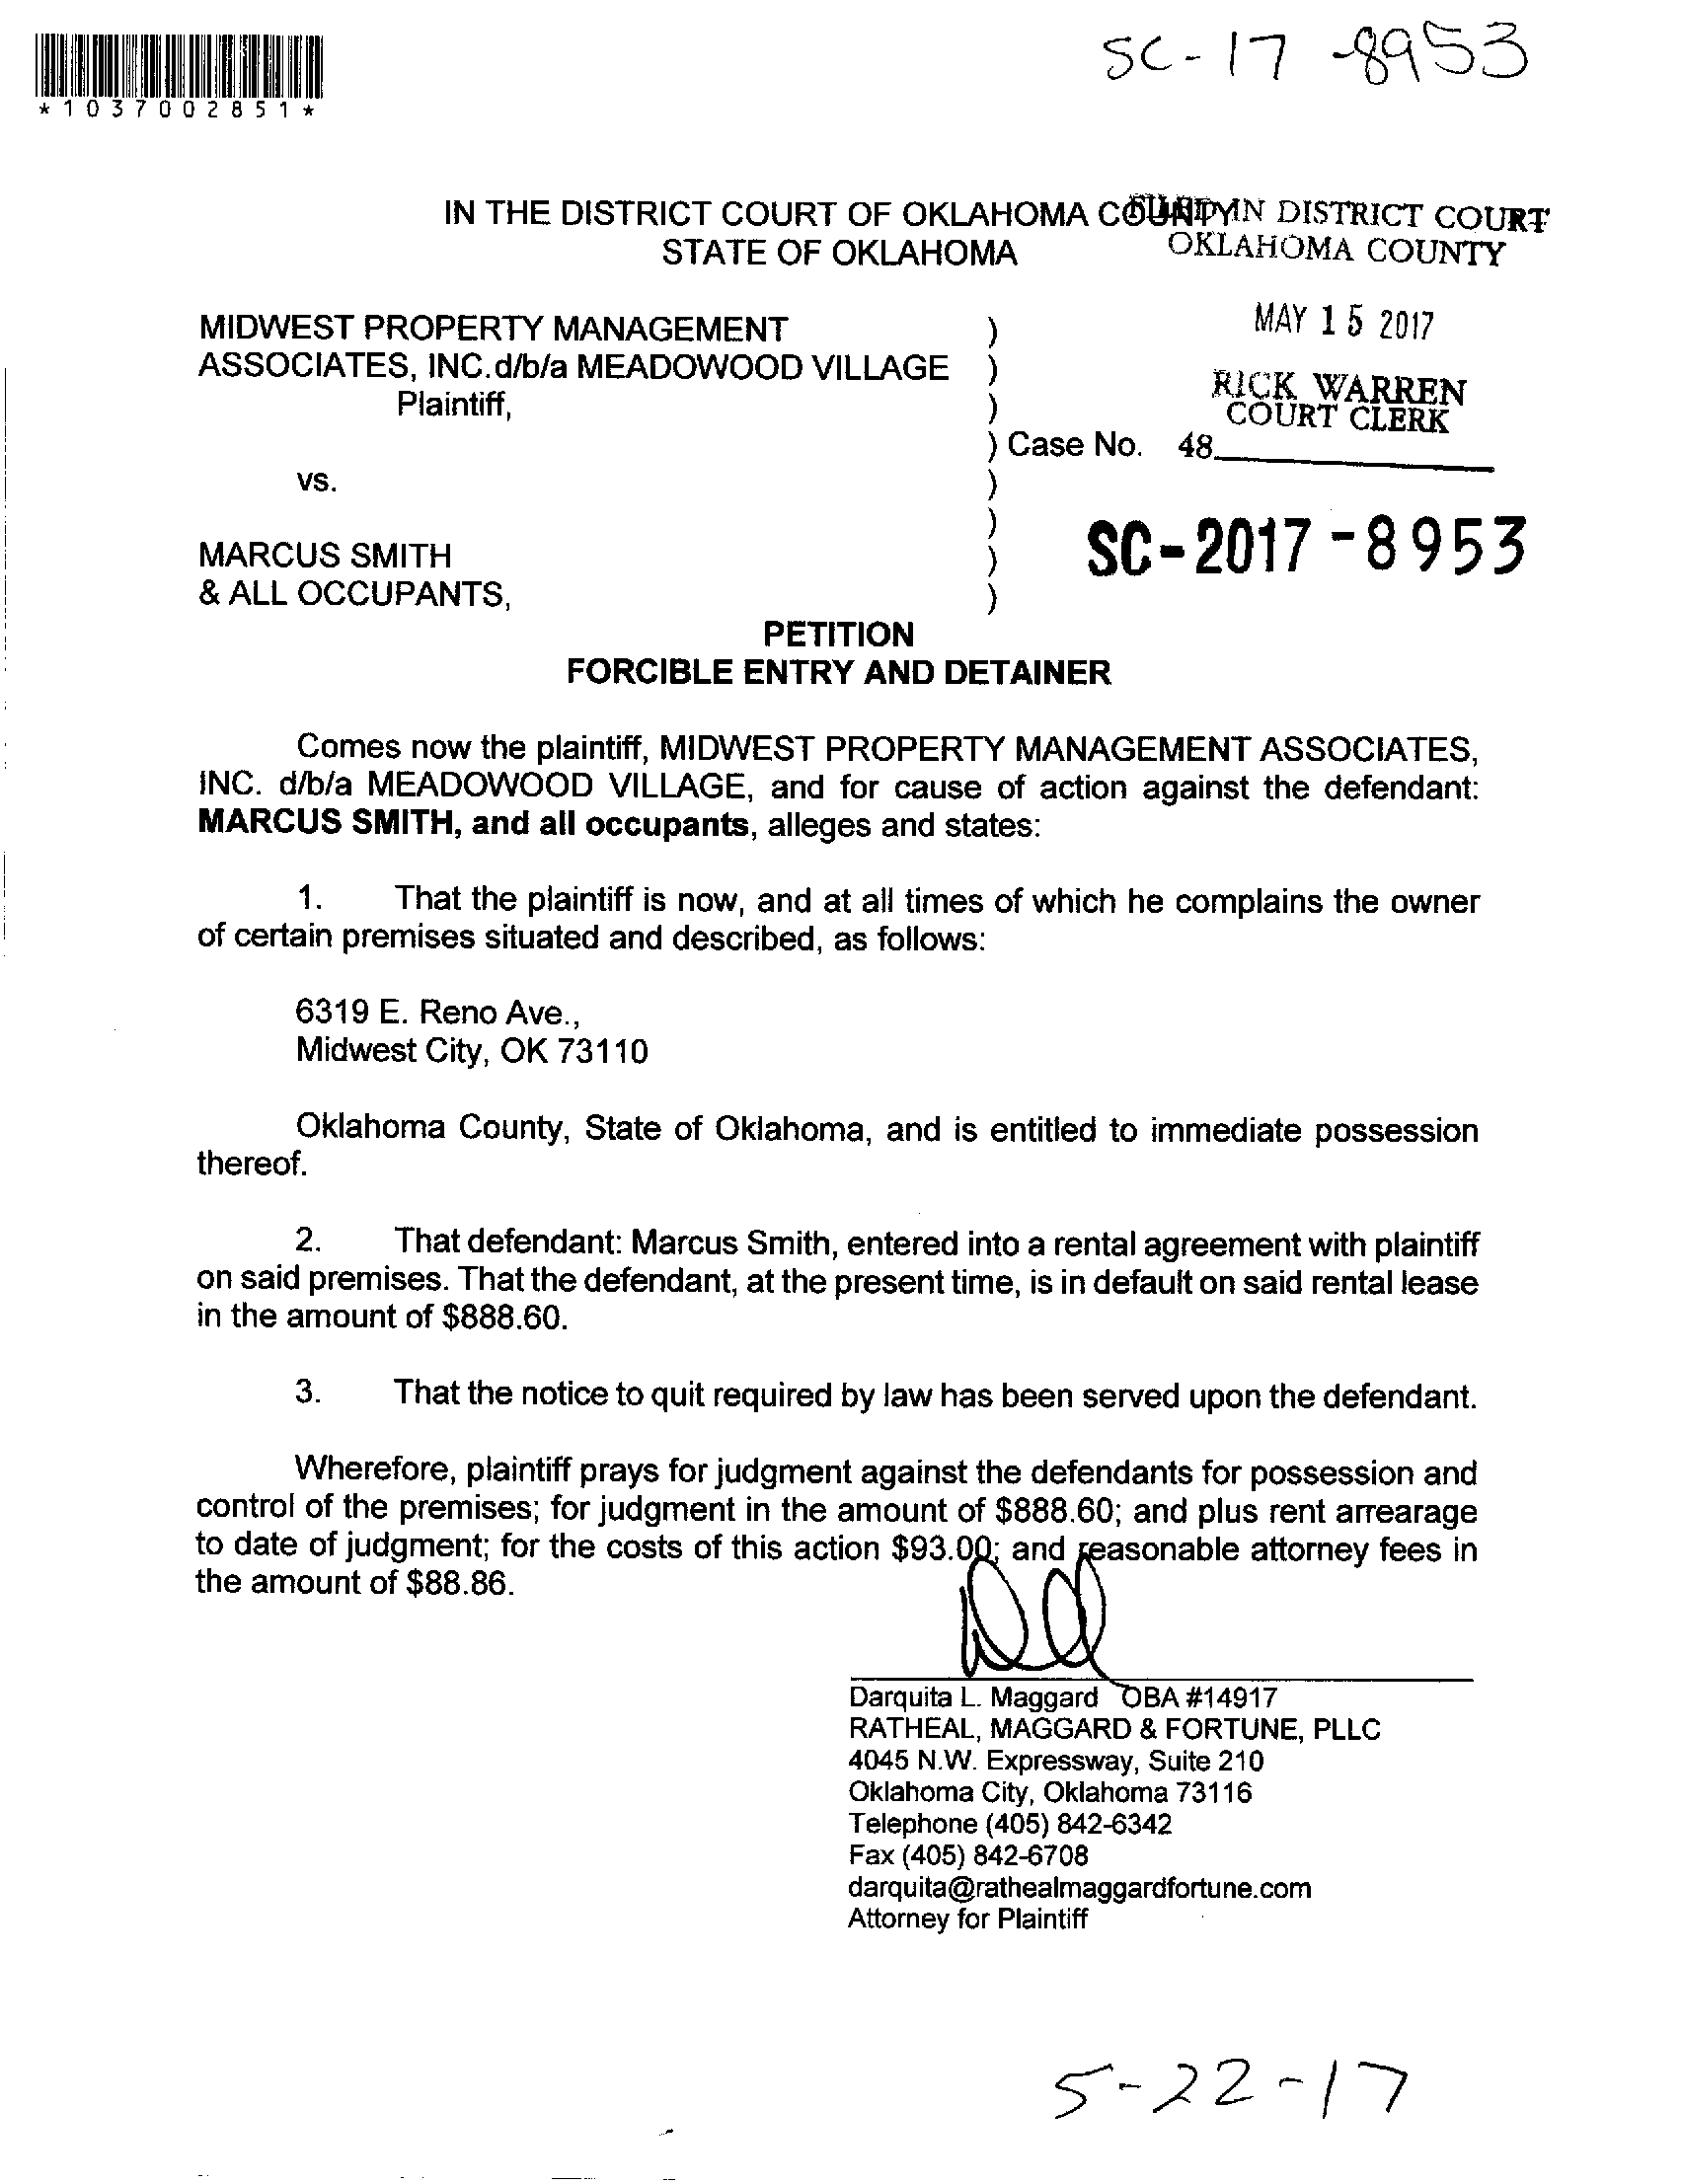 SC-17-8953
*1037002851*
IN THE DISTRICT COURT OF OKLAHOMA COUNTY
FILED IN DISTRICT COURT
STATE OF OKLAHOMA
OKLAHOMA COUNTY
MIDWEST PROPERTY MANAGEMENT )
MAY 15 2017
ASSOCIATES, INC.d/b/a MEADOWOOD VILLAGE )
RICK WARREN
Plaintiff, )
COURT CLERK
) Case No. 48
vs. )
)
SC-2017-8953
MARCUS SMITH )
& ALL OCCUPANTS, )
PETITION
FORCIBLE ENTRY AND DETAINER
Comes now the plaintiff, MIDWEST PROPERTY MANAGEMENT ASSOCIATES,
INC. d/b/a MEADOWOOD VILLAGE, and for cause of action against the defendant:
MARCUS SMITH, and all occupants, alleges and states:
1. That the plaintiff is now, and at all times of which he complains the owner
of certain premises situated and described, as follows:
6319 E. Reno Ave.,
Midwest City, OK 73110
Oklahoma County, State of Oklahoma, and is entitled to immediate possession
thereof.
2. That defendant: Marcus Smith, entered into a rental agreement with plaintiff
on said premises. That the defendant, at the present time, is in default on said rental lease
in the amount of $888.60.
3. That the notice to quit required by law has been served upon the defendant.
Wherefore, plaintiff prays for judgment against the defendants for possession and
control of the premises; for judgment in the amount of $888.60; and plus rent arrearage
to date of judgment; for the costs of this action $93.00; and reasonable attorney fees in
the amount of $88.86.
Darquita L. Maggard OBA #14917
RATHEAL, MAGGARD & FORTUNE, PLLC
4045 N.W. Expressway, Suite 210
Oklahoma City, Oklahoma 73116
Telephone (405) 842-6342
Fax (405) 842-6708
darquita@rathealmaggardfortune.com
Attorney for Plaintiff
5-22-17